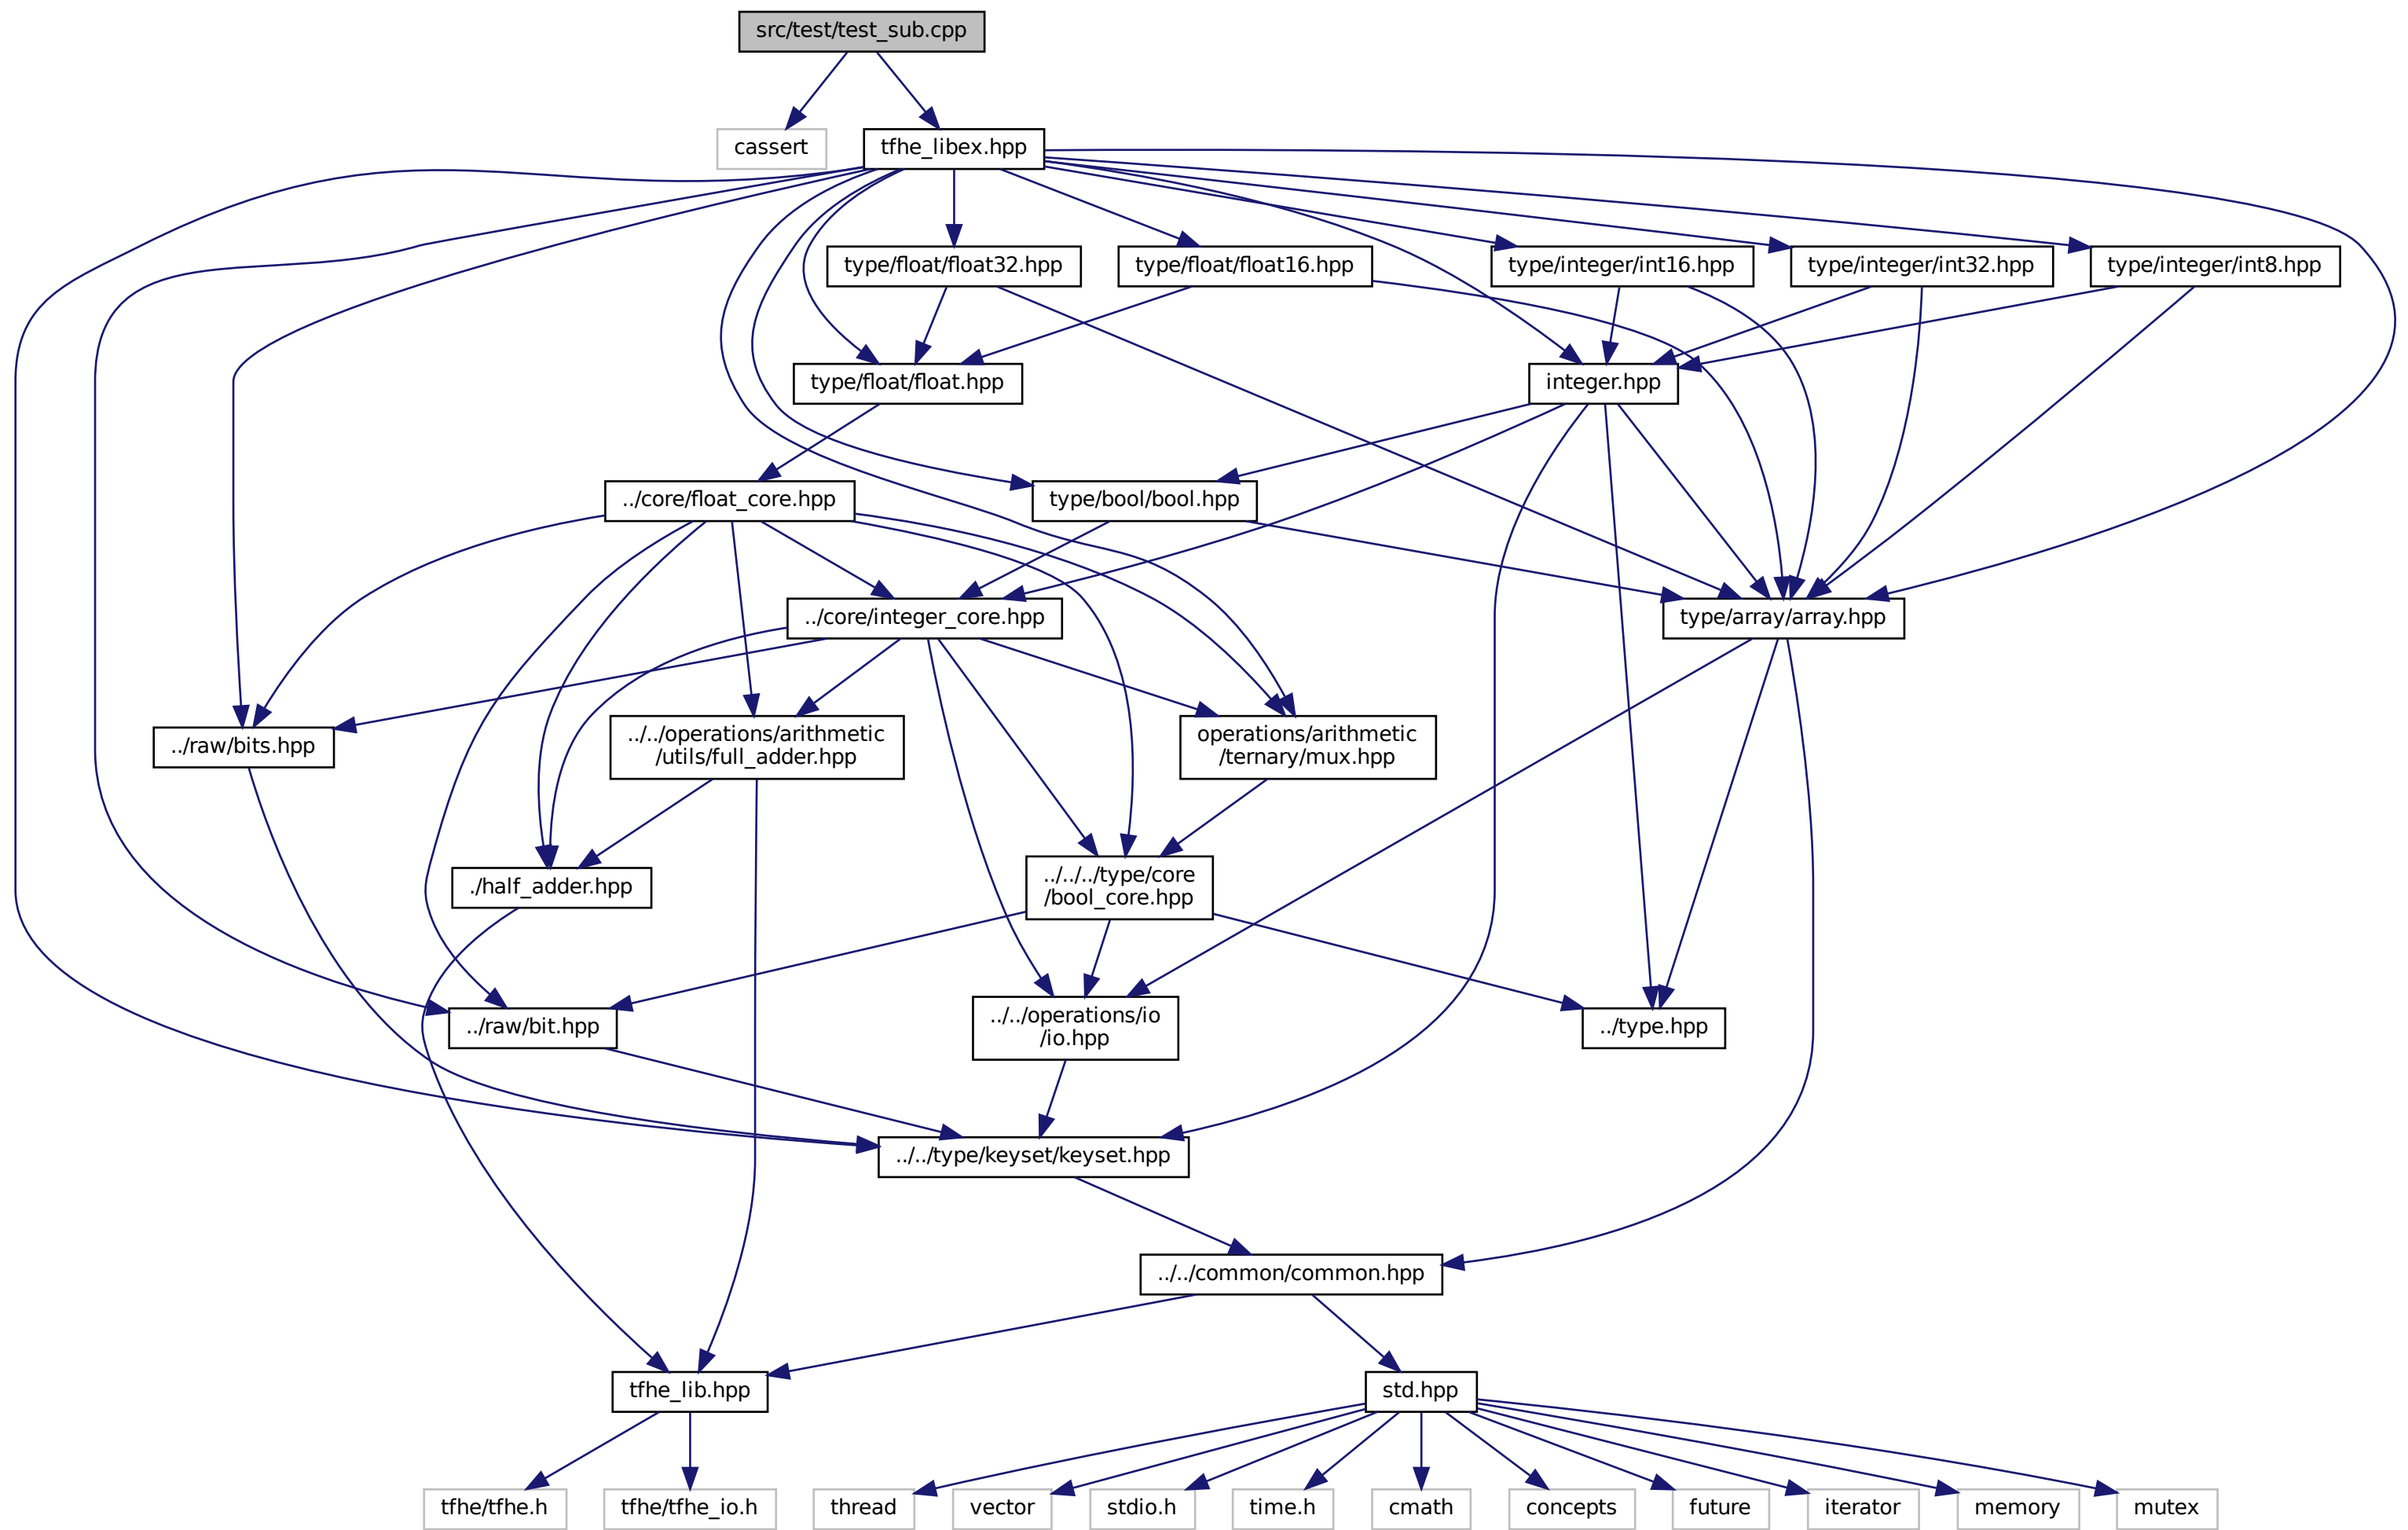 src/test/test_sub.cpp
cassert
tfhe_libex.hpp
type/float/float32.hpp
type/float/float16.hpp
type/integer/int16.hpp
type/integer/int32.hpp
type/integer/int8.hpp
type/float/float.hpp
integer.hpp
../core/float_core.hpp
type/bool/bool.hpp
../core/integer_core.hpp
type/array/array.hpp
../raw/bits.hpp
../../operations/arithmetic
/utils/full_adder.hpp
operations/arithmetic
/ternary/mux.hpp
./half_adder.hpp
../../../type/core
/bool_core.hpp
../raw/bit.hpp
../../operations/io
/io.hpp
../type.hpp
../../type/keyset/keyset.hpp
../../common/common.hpp
tfhe_lib.hpp
std.hpp
tfhe/tfhe.h
tfhe/tfhe_io.h
thread
vector
stdio.h
time.h
cmath
concepts
future
iterator
memory
mutex